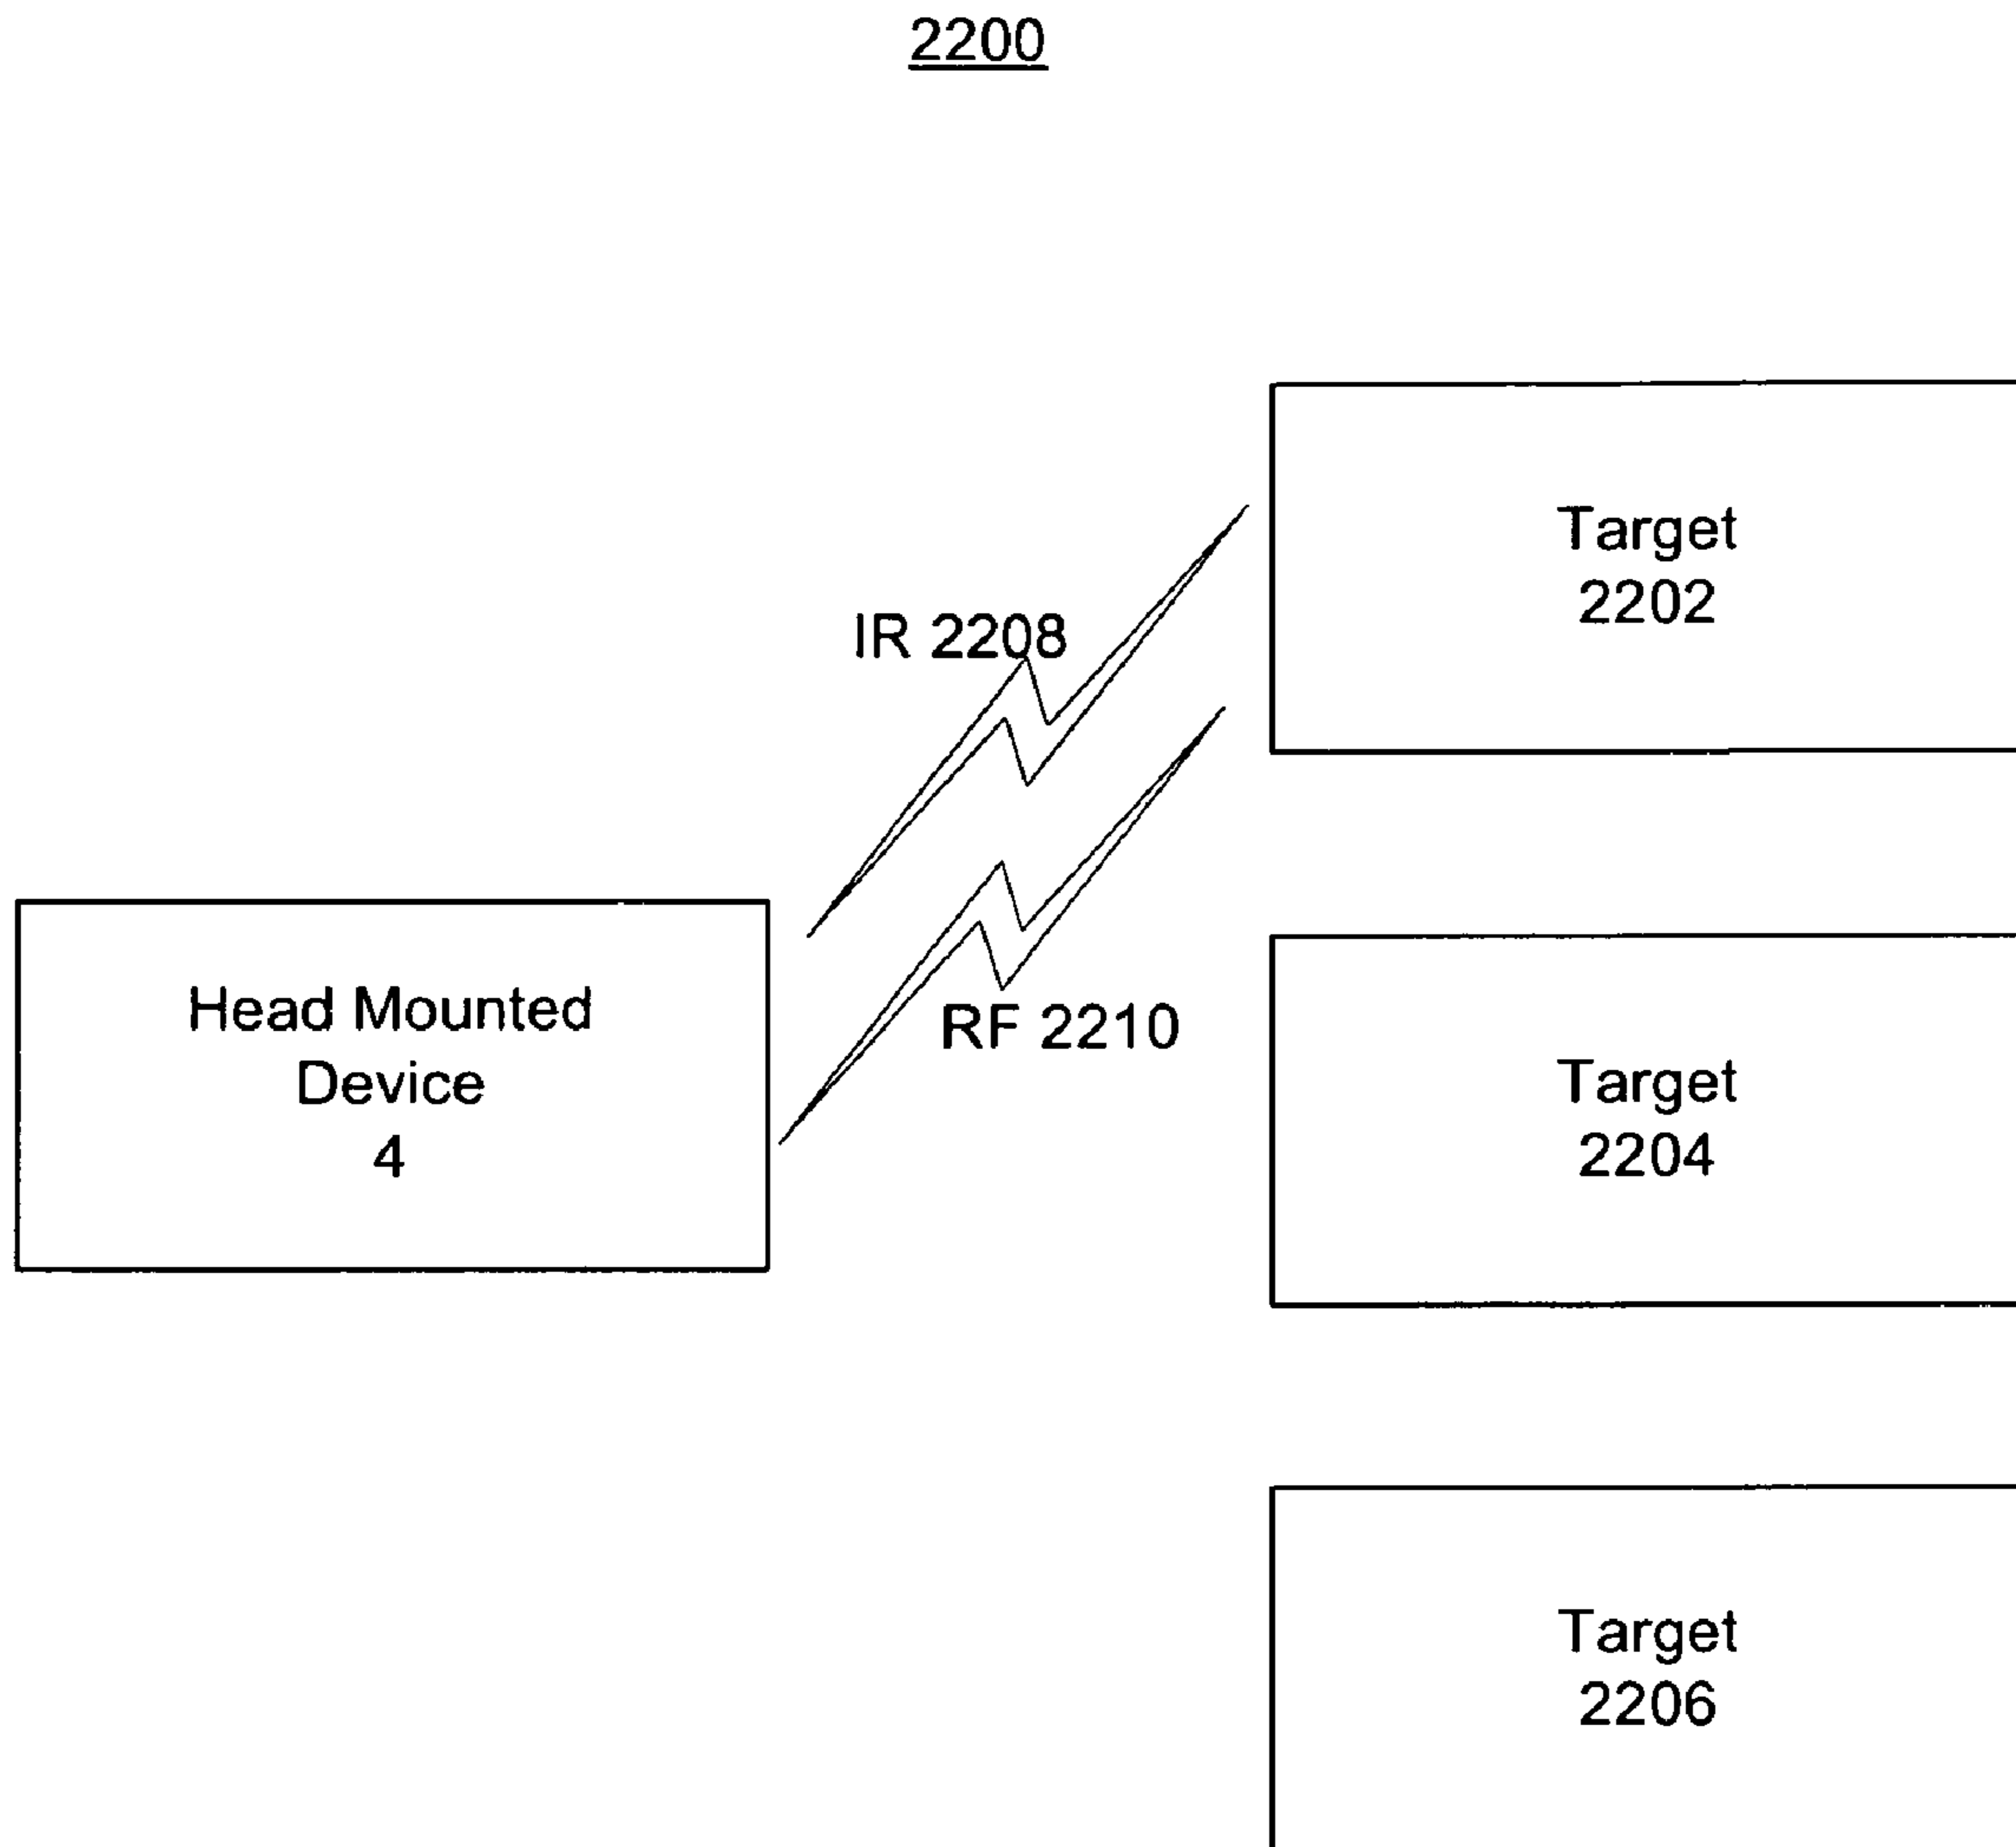 2200
Target
2202
IR 2208
Head Mounted
Device
4
RF 2210
Target
2204
Target
2206